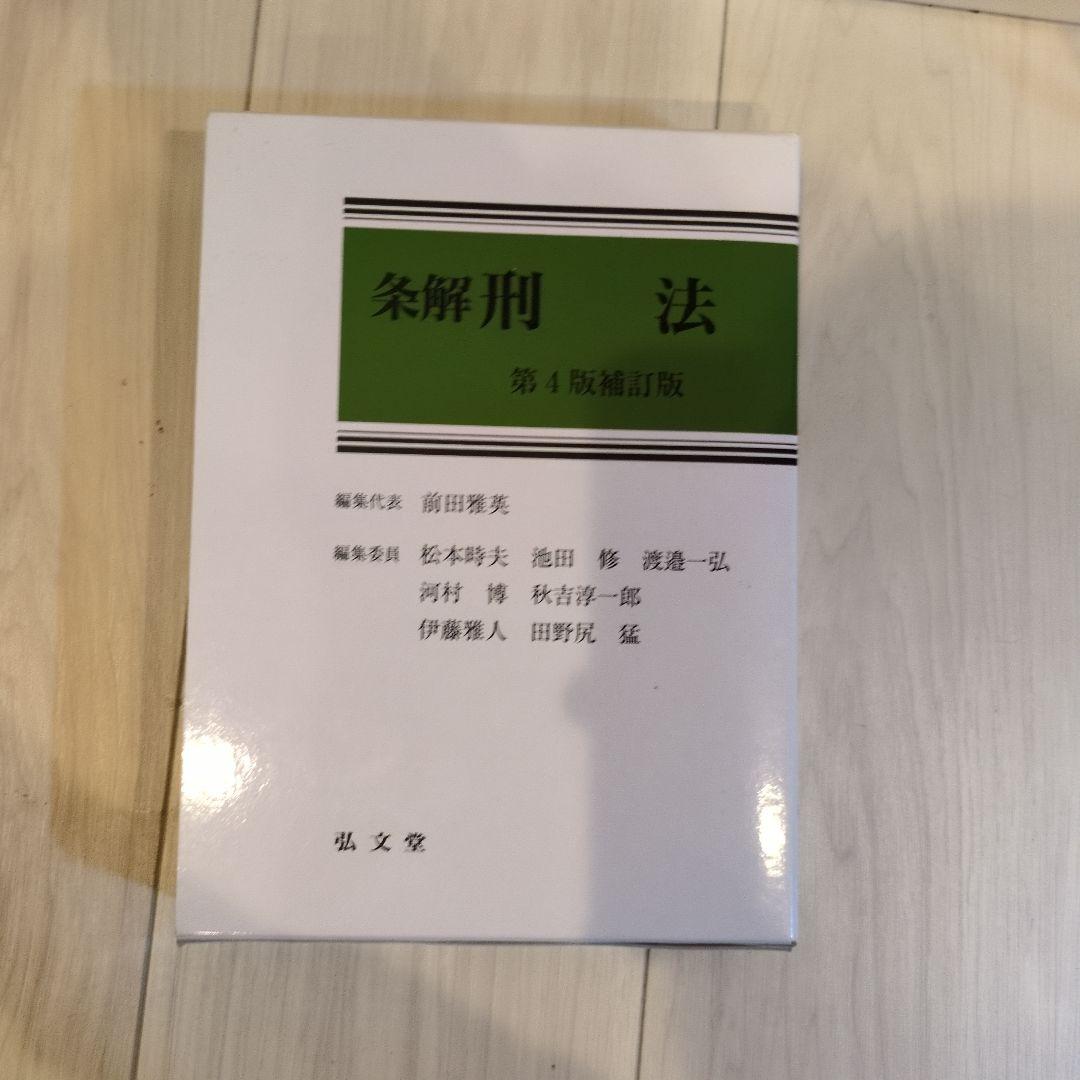 条解刑 法
第4版補訂版
編集代表 前田雅英
編集委員 松本時夫 池田 修 渡邉一弘
河村 博 秋吉淳一郎
伊藤雅人 田野尻 猛
弘文堂